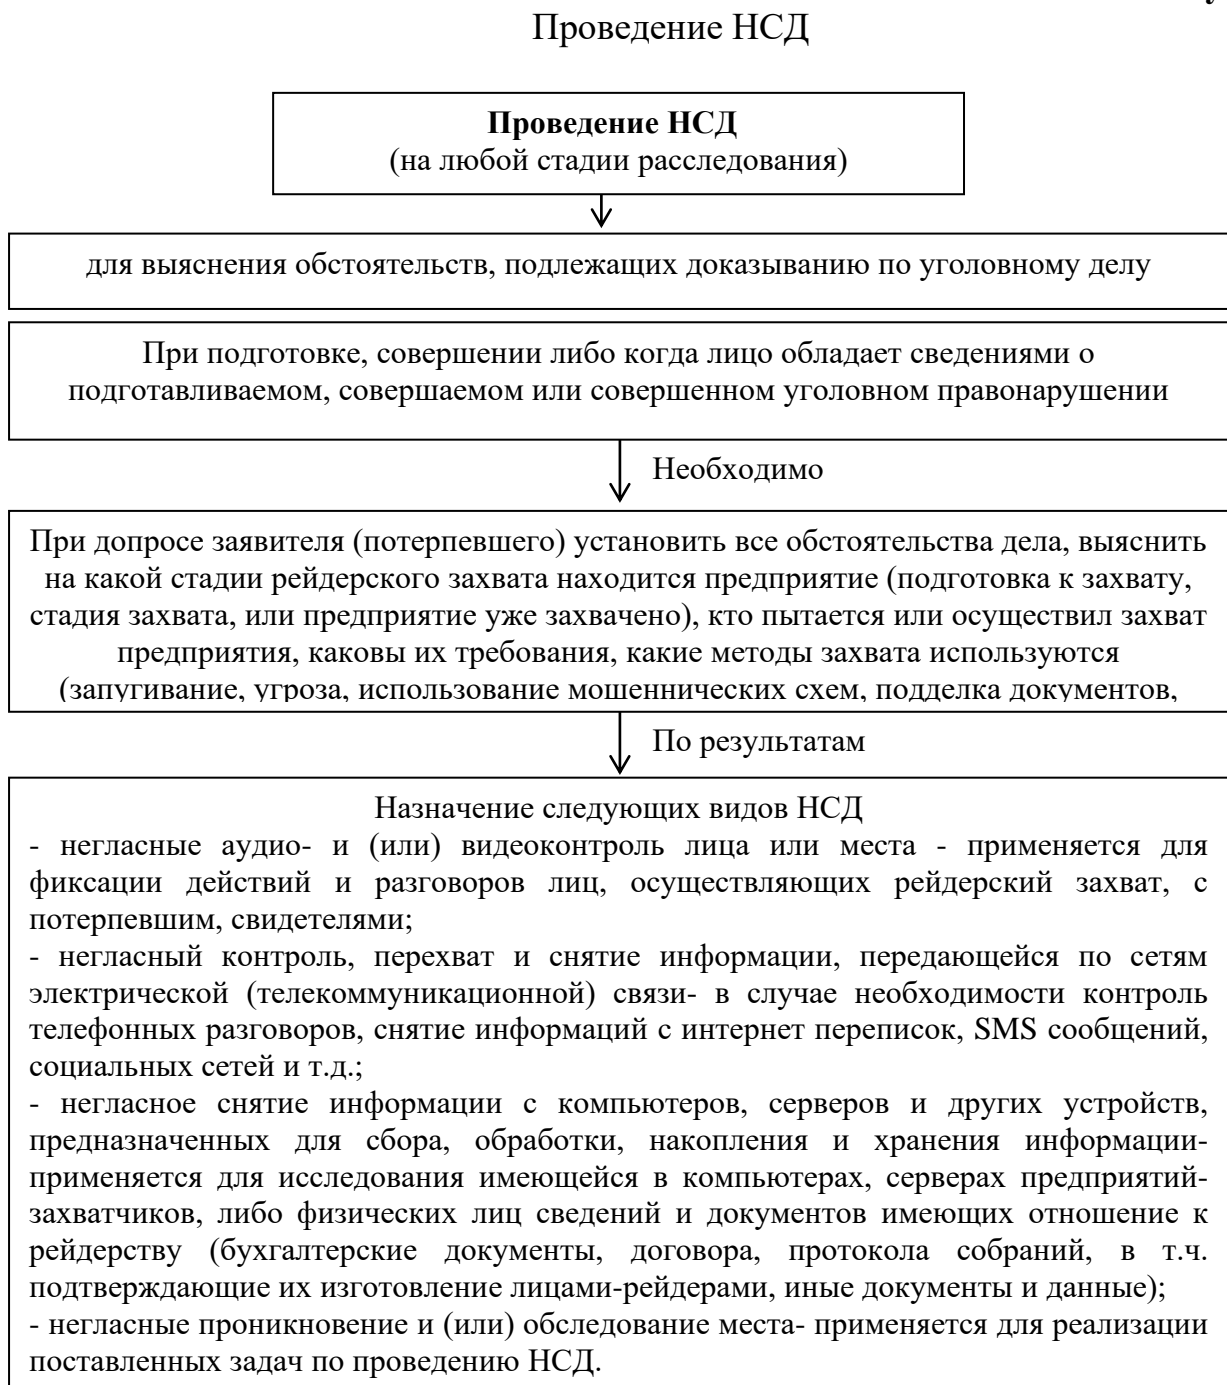 Проведение НСД
Проведение НСД
(на любой стадии расследования)
для выяснения обстоятельств, подлежащих доказыванию по уголовному делу
При подготовке, совершении либо когда лицо обладает сведениями о
подготавливаемом, совершаемом или совершенном уголовном правонарушении
Необходимо
При допросе заявителя (потерпевшего) установить все обстоятельства дела, выяснить
на какой стадии рейдерского захвата находится предприятие (подготовка к захвату,
стадия захвата, или предприятие уже захвачено), кто пытается или осуществил захват
предприятия, каковы их требования, какие методы захвата используются
(запугивание, угроза, использование мошеннических схем, подделка документов,
По результатам
Назначение следующих видов НСД
- негласные аудио- и (или) видеоконтроль лица или места - применяется для
фиксации действий и разговоров лиц, осуществляющих рейдерский захват, с
потерпевшим, свидетелями;
- негласный контроль, перехват и снятие информации, передающейся по сетям
электрической (телекоммуникационной) связи- в случае необходимости контроль
телефонных разговоров, снятие информаций с интернет переписок, SMS сообщений,
социальных сетей и т.д.;
- негласное снятие информации с компьютеров, серверов и других устройств,
предназначенных для сбора, обработки, накопления и хранения информации-
применяется для исследования имеющейся в компьютерах, серверах предприятий-
захватчиков, либо физических лиц сведений и документов имеющих отношение к
рейдерству (бухгалтерские документы, договора, протокола собраний, в т.ч.
подтверждающие их изготовление лицами-рейдерами, иные документы и данные);
- негласные проникновение и (или) обследование места- применяется для реализации
поставленных задач по проведению НСД.